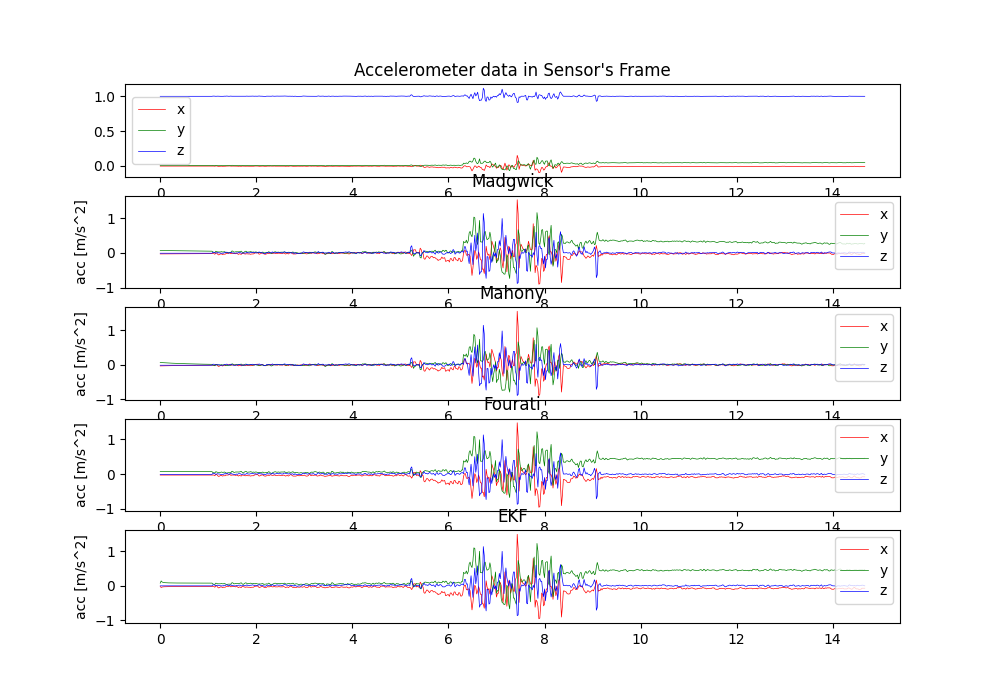 Accelerometer data in Sensor's Frame
1.0
0.5
0.0
x
y
z
0 2 4 6 8 10 12 14
Madgwick
acc [m/s^2]
1
0
−1
x
y
z
0 2 4 6 8 10 12 14
Mahony
acc [m/s^2]
1
0
−1
x
y
z
0 2 4 6 8 10 12 14
Fourati
acc [m/s^2]
1
0
−1
x
y
z
0 2 4 6 8 10 12 14
EKF
acc [m/s^2]
1
0
−1
x
y
z
0 2 4 6 8 10 12 14